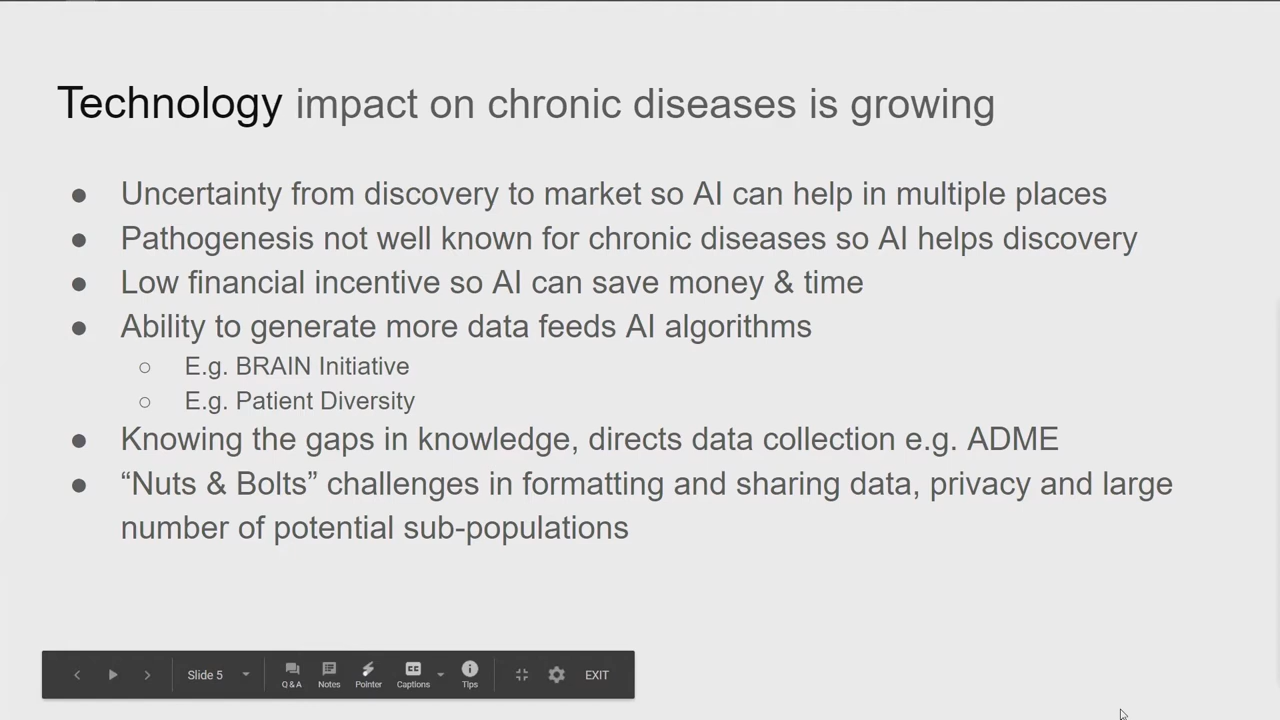 Technology impact on chronic diseases is growing
● Uncertainty from discovery to market so AI can help in multiple places
● Pathogenesis not well known for chronic diseases so AI helps discovery
● Low financial incentive so AI can save money & time
● Ability to generate more data feeds AI algorithms
○ E.g. BRAIN Initiative
○ E.g. Patient Diversity
● Knowing the gaps in knowledge, directs data collection e.g. ADME
● “Nuts & Bolts” challenges in formatting and sharing data, privacy and large
number of potential sub-populations
Slide 5 Q & A Notes Pointer CC Captions Tips EXIT